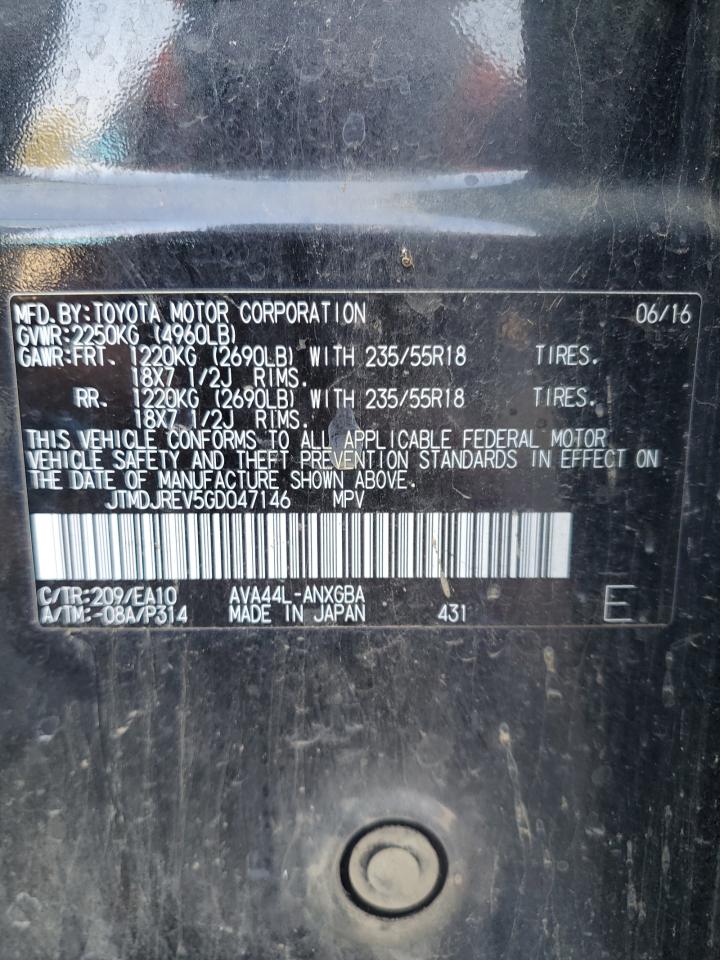 MFD.BY:TOYOTA MOTOR CORPORATION 06/16
GVWR:2250KG (4960LB)
GAWR:FRT. 1220KG (2690LB) WITH 235/55R18 TIRES.
18X7 1/2J RIMS.
RR. 1220KG (2690LB) WITH 235/55R18 TIRES.
18X7 1/2J RIMS.
THIS VEHICLE CONFORMS TO ALL APPLICABLE FEDERAL MOTOR
VEHICLE SAFETY AND THEFT PREVENTION STANDARDS IN EFFECT ON
THE DATE OF MANUFACTURE SHOWN ABOVE.
JTMDJREV5GD047146 MPV
C/TR:209/EA10 AVA44L-ANXGBA
A/TM:-08A/P314 MADE IN JAPAN 431 E